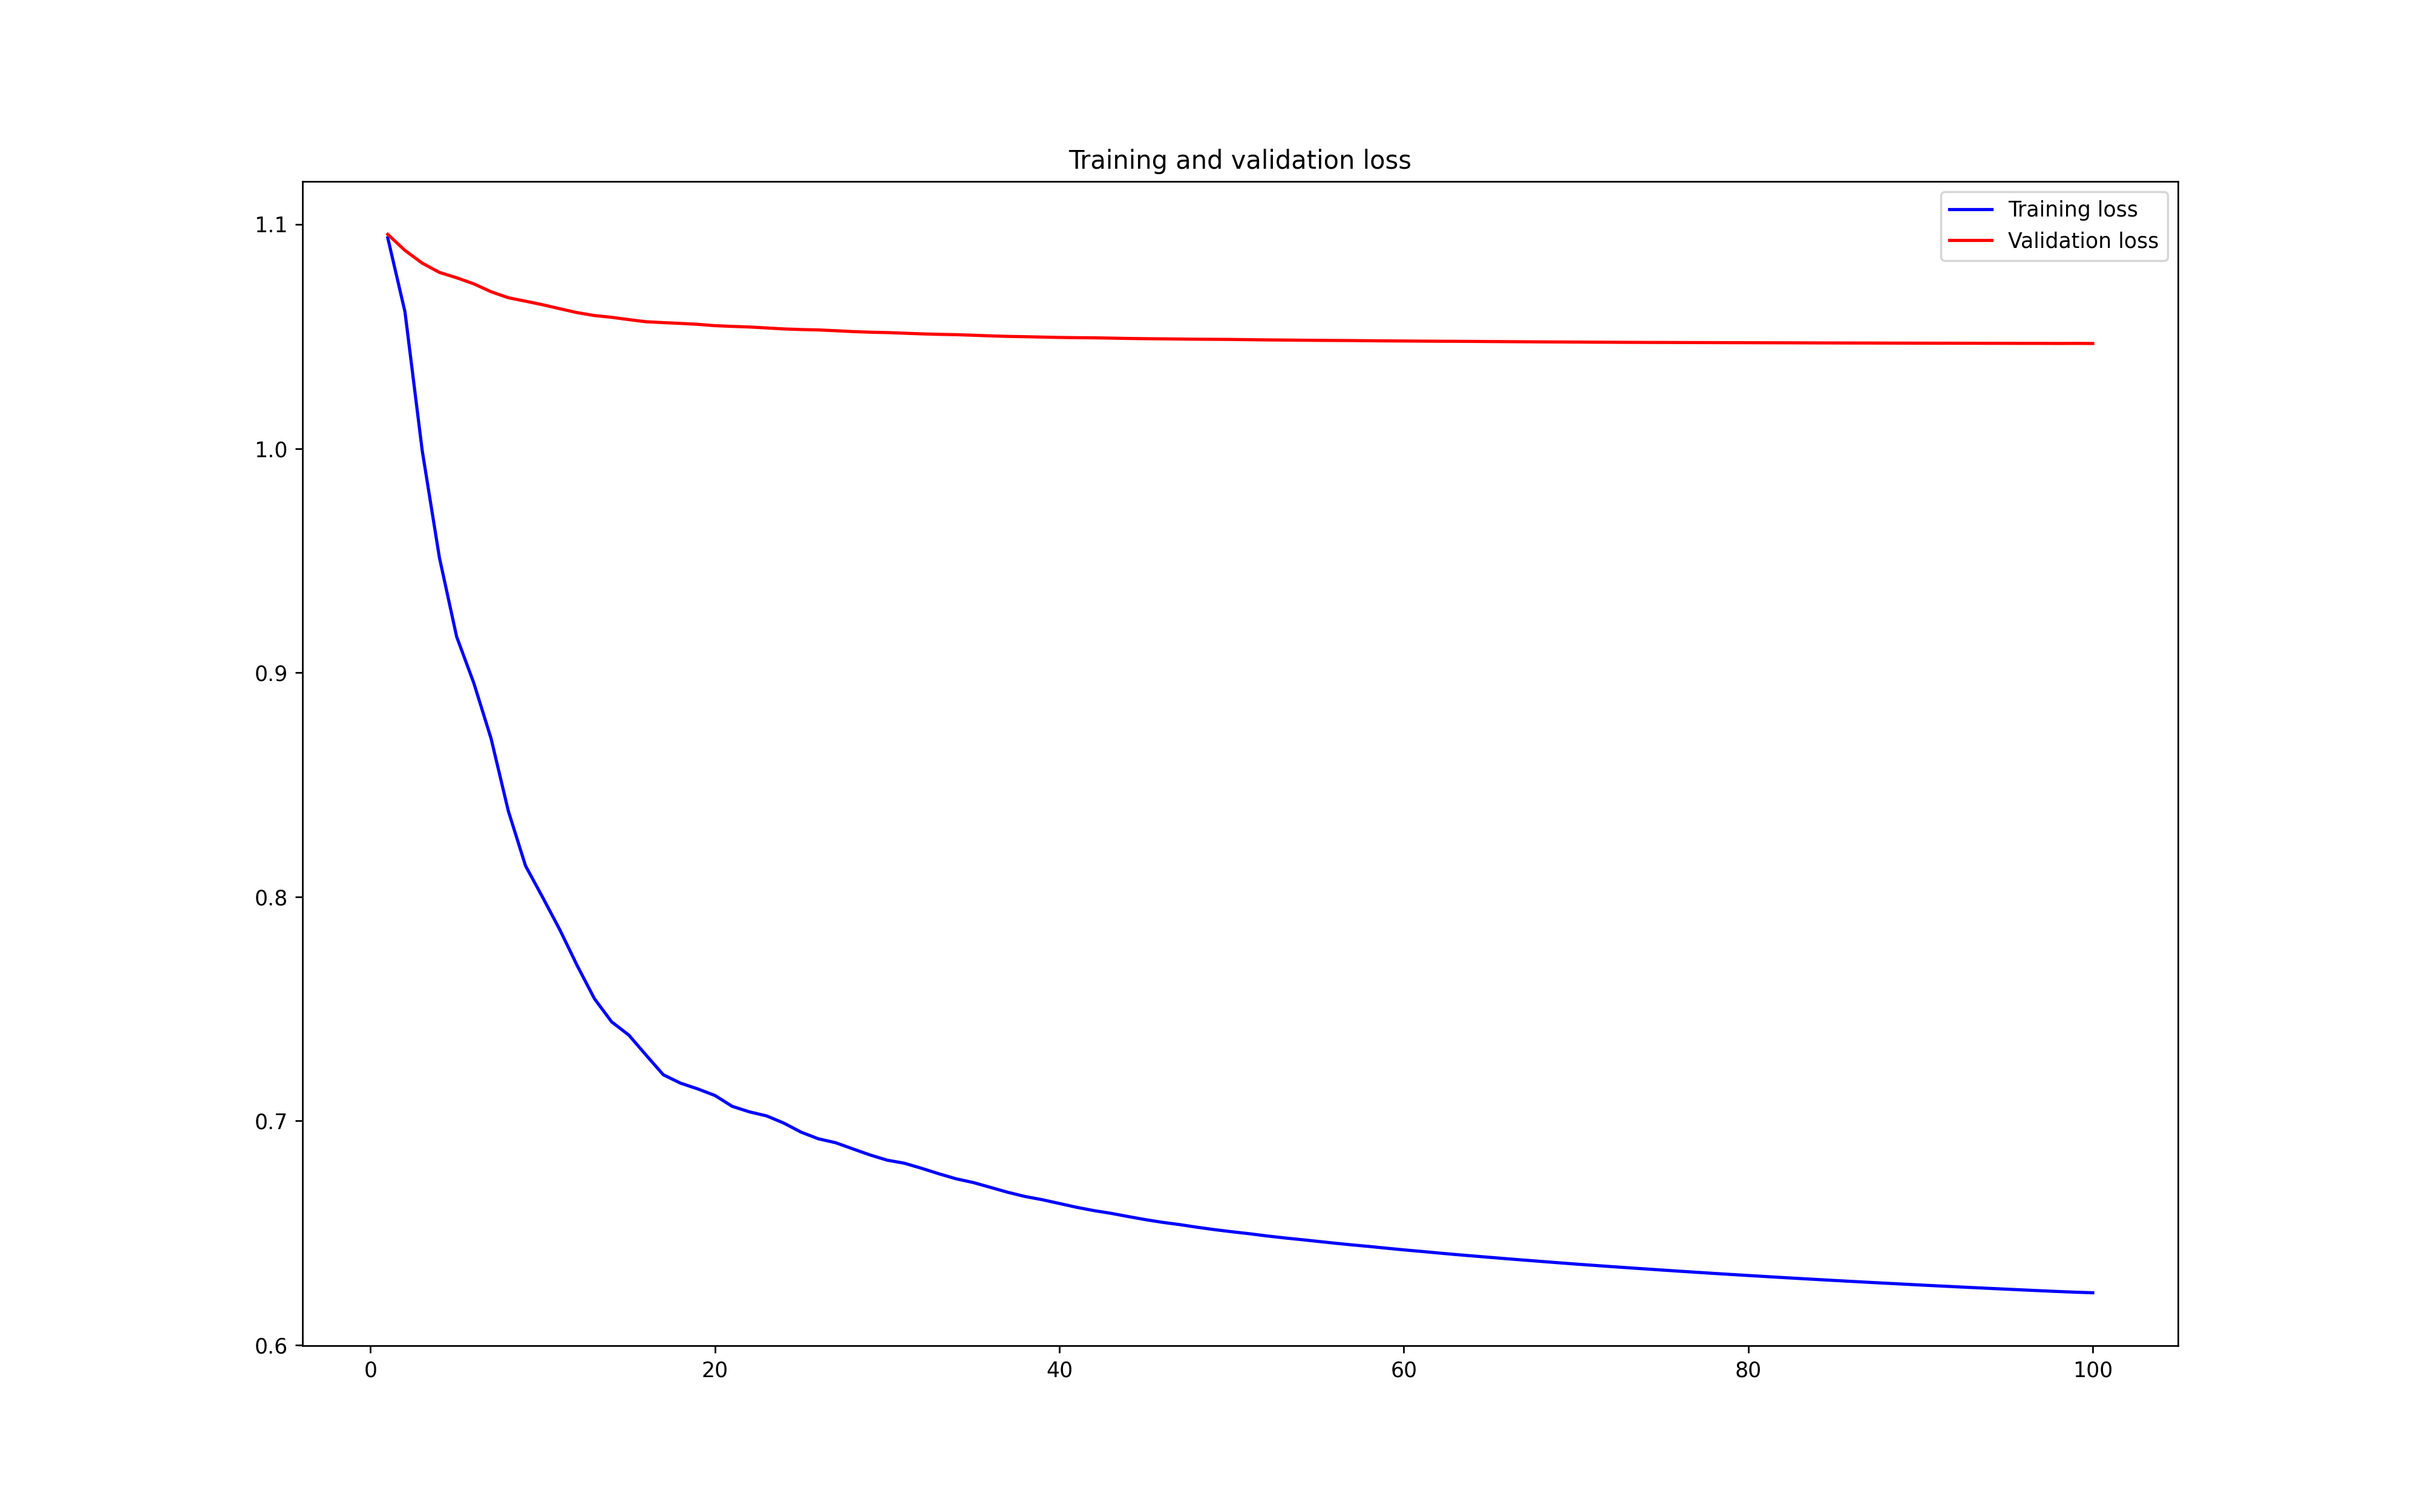 Training and validation loss
Training loss
Validation loss
1.1
1.0
0.9
0.8
0.7
0.6
0 20 40 60 80 100